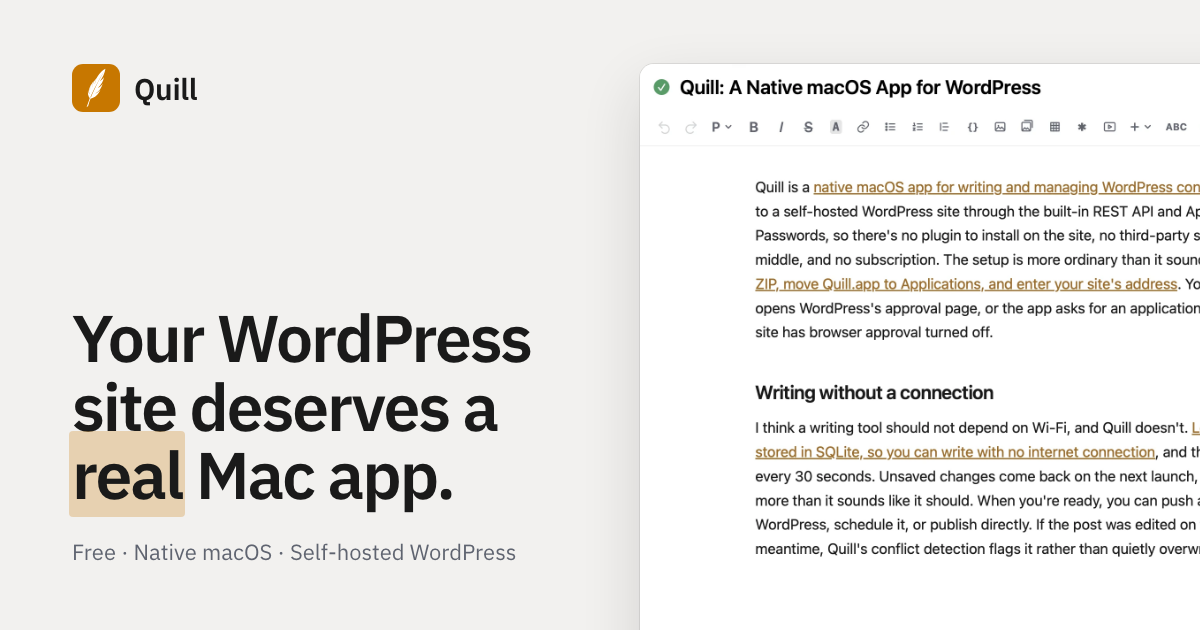 Quill
Your WordPress
site deserves a
real Mac app.
Free · Native macOS · Self-hosted WordPress
Quill: A Native macOS App for WordPress
P B I S A {} + ABC
Quill is a native macOS app for writing and managing WordPress
to a self-hosted WordPress site through the built-in REST API and
Passwords, so there's no plugin to install on the site, no third-party
middle, and no subscription. The setup is more ordinary than it
ZIP, move Quill.app to Applications, and enter your site's address.
opens WordPress's approval page, or the app asks for an application
site has browser approval turned off.
Writing without a connection
I think a writing tool should not depend on Wi-Fi, and Quill doesn't.
stored in SQLite, so you can write with no internet connection, and
every 30 seconds. Unsaved changes come back on the next launch,
more than it sounds like it should. When you're ready, you can push
WordPress, schedule it, or publish directly. If the post was edited on
meantime, Quill's conflict detection flags it rather than quietly